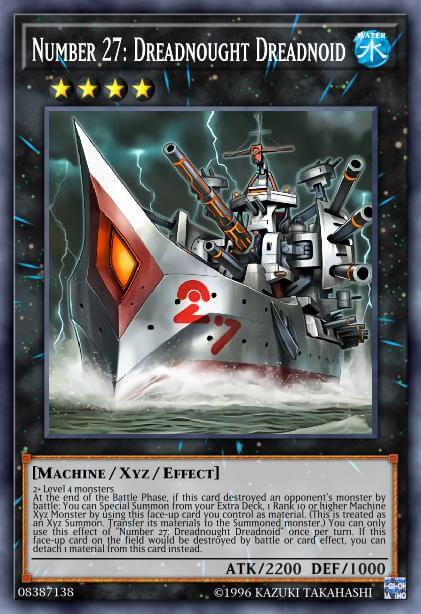 Number 27: Dreadnought Dreadnoid
WATER
水
27
[Machine / Xyz / Effect]
2+ Level 4 monsters
At the end of the Battle Phase, if this card destroyed an opponent's monster by
battle: You can Special Summon from your Extra Deck, 1 Rank 10 or higher Machine
Xyz Monster by using this face-up card you control as material. (This is treated as
an Xyz Summon. Transfer its materials to the Summoned monster.) You can only
use this effect of "Number 27: Dreadnought Dreadnoid" once per turn. If this
face-up card on the field would be destroyed by battle or card effect, you can
detach 1 material from this card instead.
ATK/2200 DEF/1000
08387138
©1996 KAZUKI TAKAHASHI